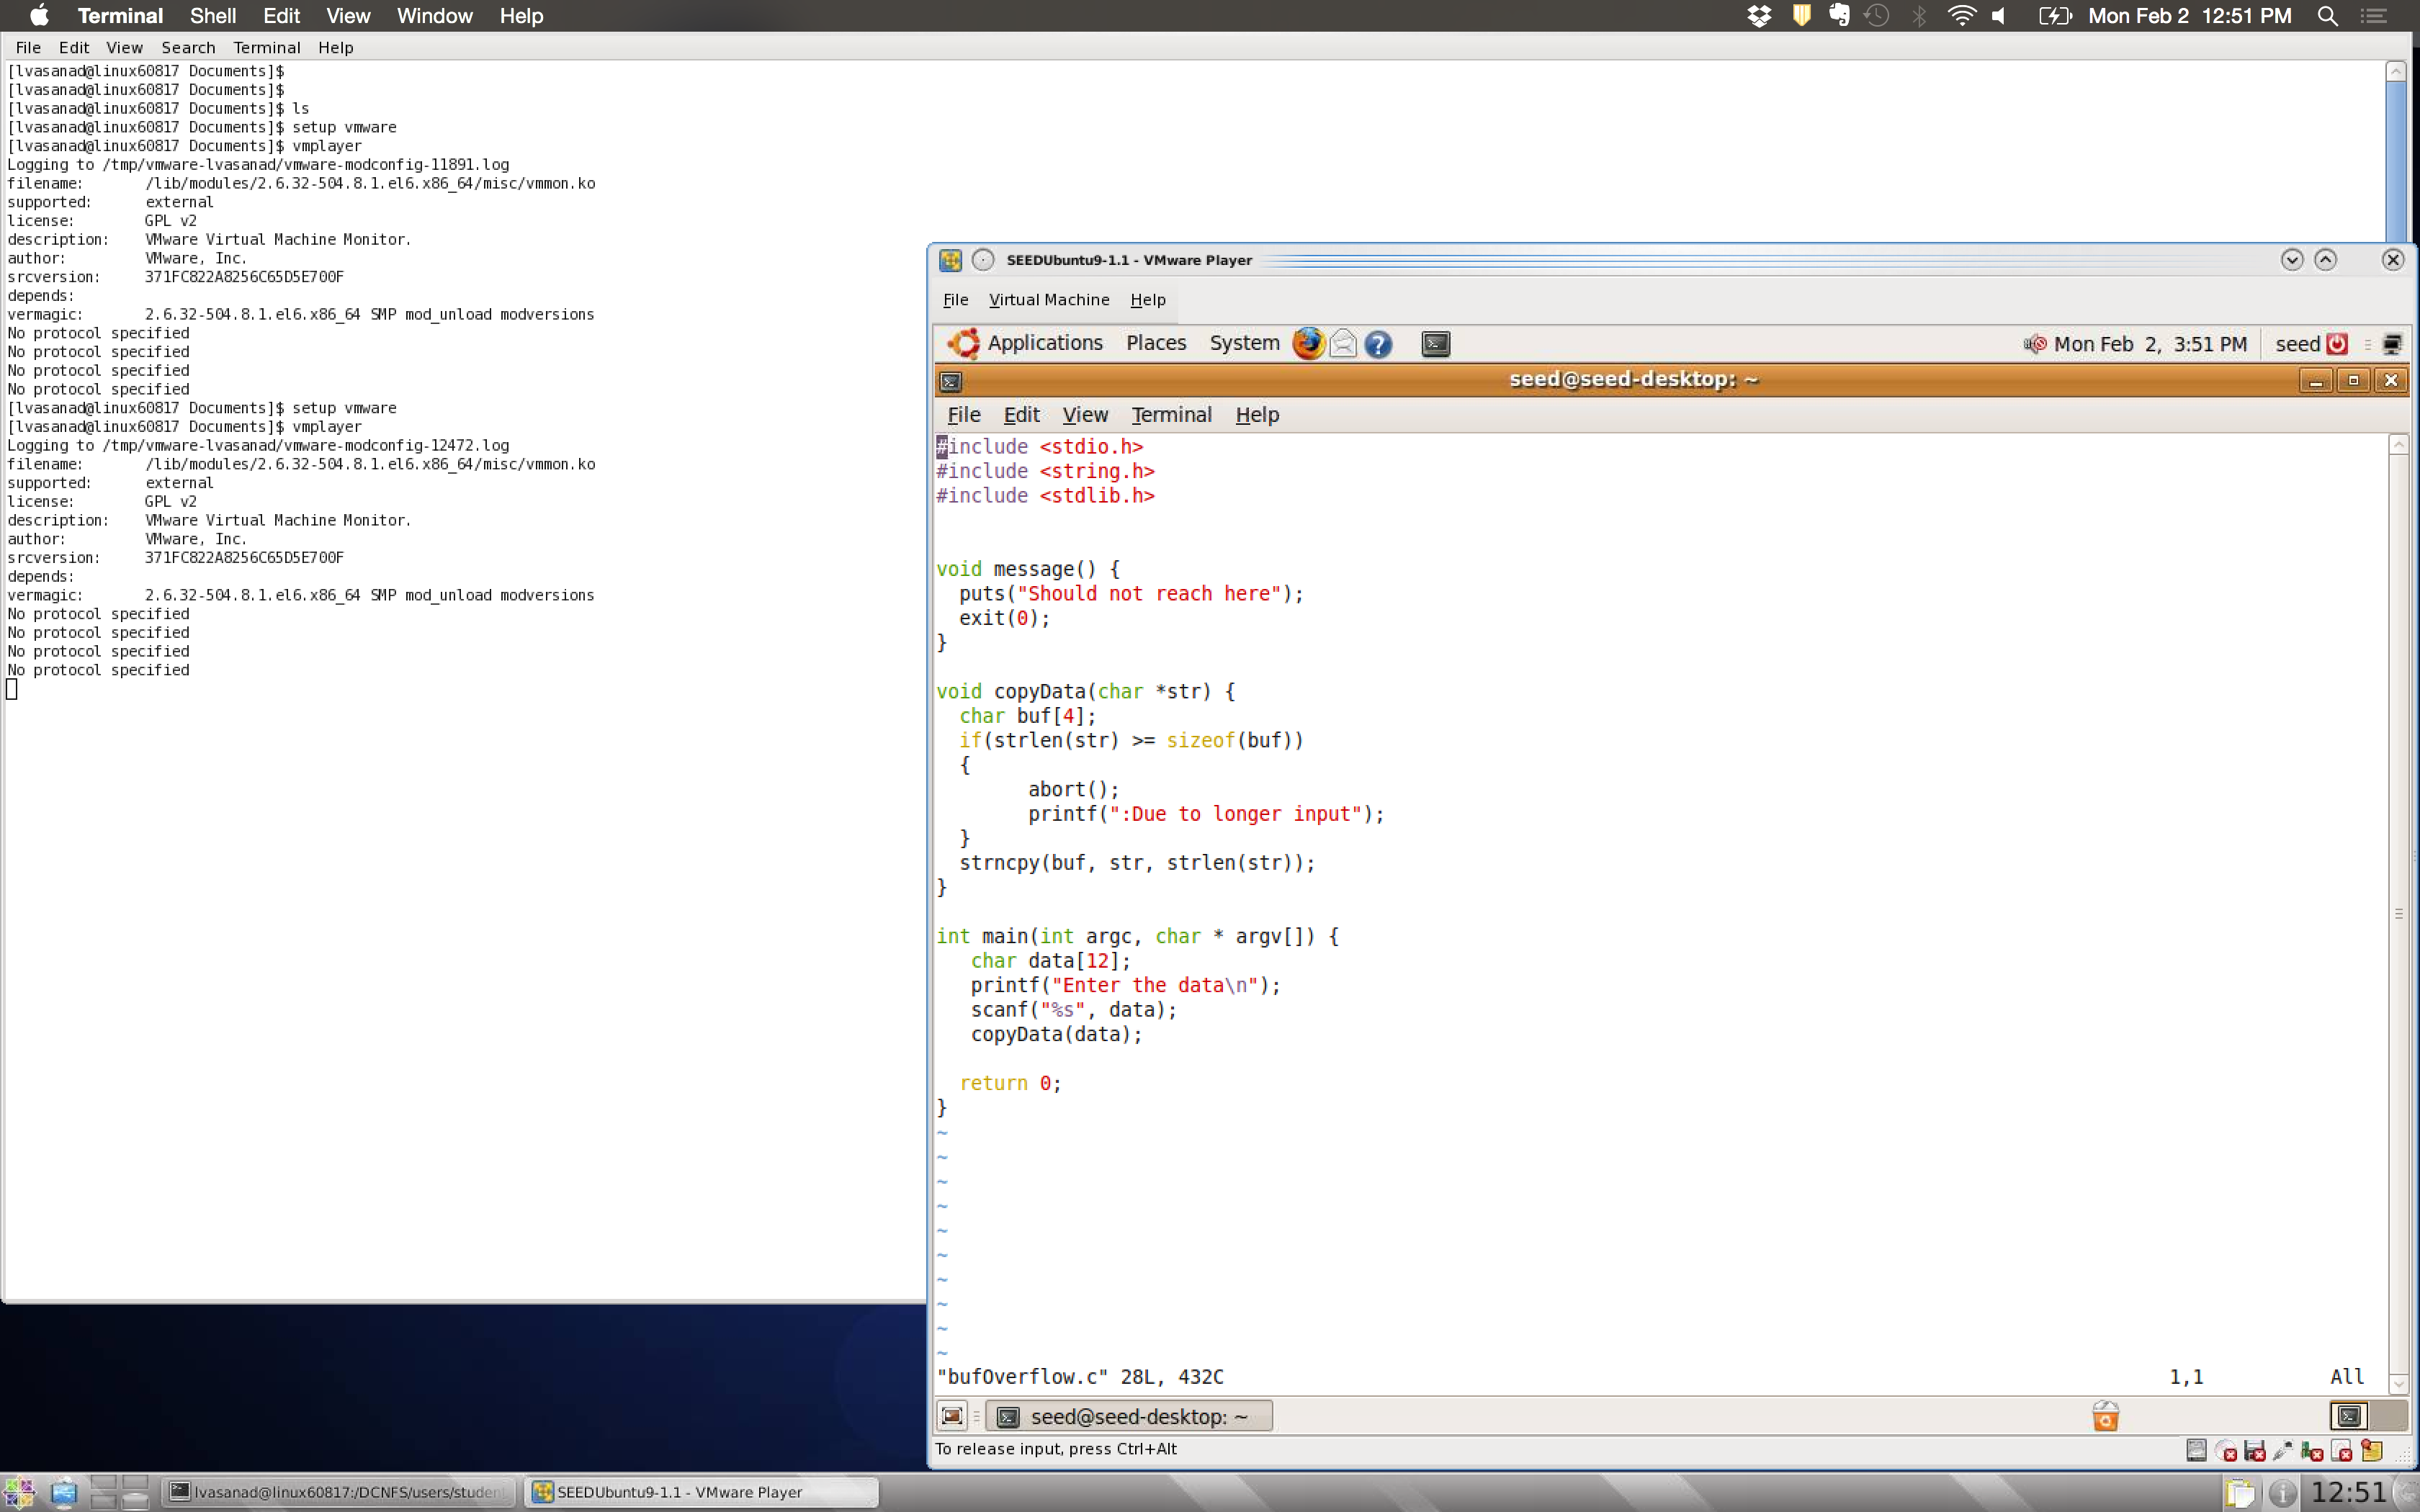 Terminal Shell Edit View Window Help
Mon Feb 2 12:51 PM
File Edit View Search Terminal Help
[lvasanad@linux60817 Documents]$
[lvasanad@linux60817 Documents]$
[lvasanad@linux60817 Documents]$ ls
[lvasanad@linux60817 Documents]$ setup vmware
[lvasanad@linux60817 Documents]$ vmplayer
Logging to /tmp/vmware-lvasanad/vmware-modconfig-11891.log
filename: /lib/modules/2.6.32-504.8.1.el6.x86_64/misc/vmmon.ko
supported: external
license: GPL v2
description: VMware Virtual Machine Monitor.
author: VMware, Inc.
srcversion: 371FC822A8256C65D5E700F
depends:
vermagic: 2.6.32-504.8.1.el6.x86_64 SMP mod_unload modversions
No protocol specified
No protocol specified
No protocol specified
No protocol specified
[lvasanad@linux60817 Documents]$ setup vmware
[lvasanad@linux60817 Documents]$ vmplayer
Logging to /tmp/vmware-lvasanad/vmware-modconfig-12472.log
filename: /lib/modules/2.6.32-504.8.1.el6.x86_64/misc/vmmon.ko
supported: external
license: GPL v2
description: VMware Virtual Machine Monitor.
author: VMware, Inc.
srcversion: 371FC822A8256C65D5E700F
depends:
vermagic: 2.6.32-504.8.1.el6.x86_64 SMP mod_unload modversions
No protocol specified
No protocol specified
No protocol specified
No protocol specified
SEEDUbuntu9-1.1 - VMware Player
File Virtual Machine Help
Applications Places System
Mon Feb 2, 3:51 PM seed
seed@seed-desktop: ~
File Edit View Terminal Help
#include <stdio.h>
#include <string.h>
#include <stdlib.h>
void message() {
puts("Should not reach here");
exit(0);
}
void copyData(char *str) {
char buf[4];
if(strlen(str) >= sizeof(buf))
{
abort();
printf(":Due to longer input");
}
strncpy(buf, str, strlen(str));
}
int main(int argc, char * argv[]) {
char data[12];
printf("Enter the data\n");
scanf("%s", data);
copyData(data);
return 0;
}
~
~
~
~
~
~
~
~
~
~
"bufOverflow.c" 28L, 432C 1,1 All
seed@seed-desktop: ~
To release input, press Ctrl+Alt
lvasanad@linux60817:/DCNFS/users/studen
SEEDUbuntu9-1.1 - VMware Player
12:51